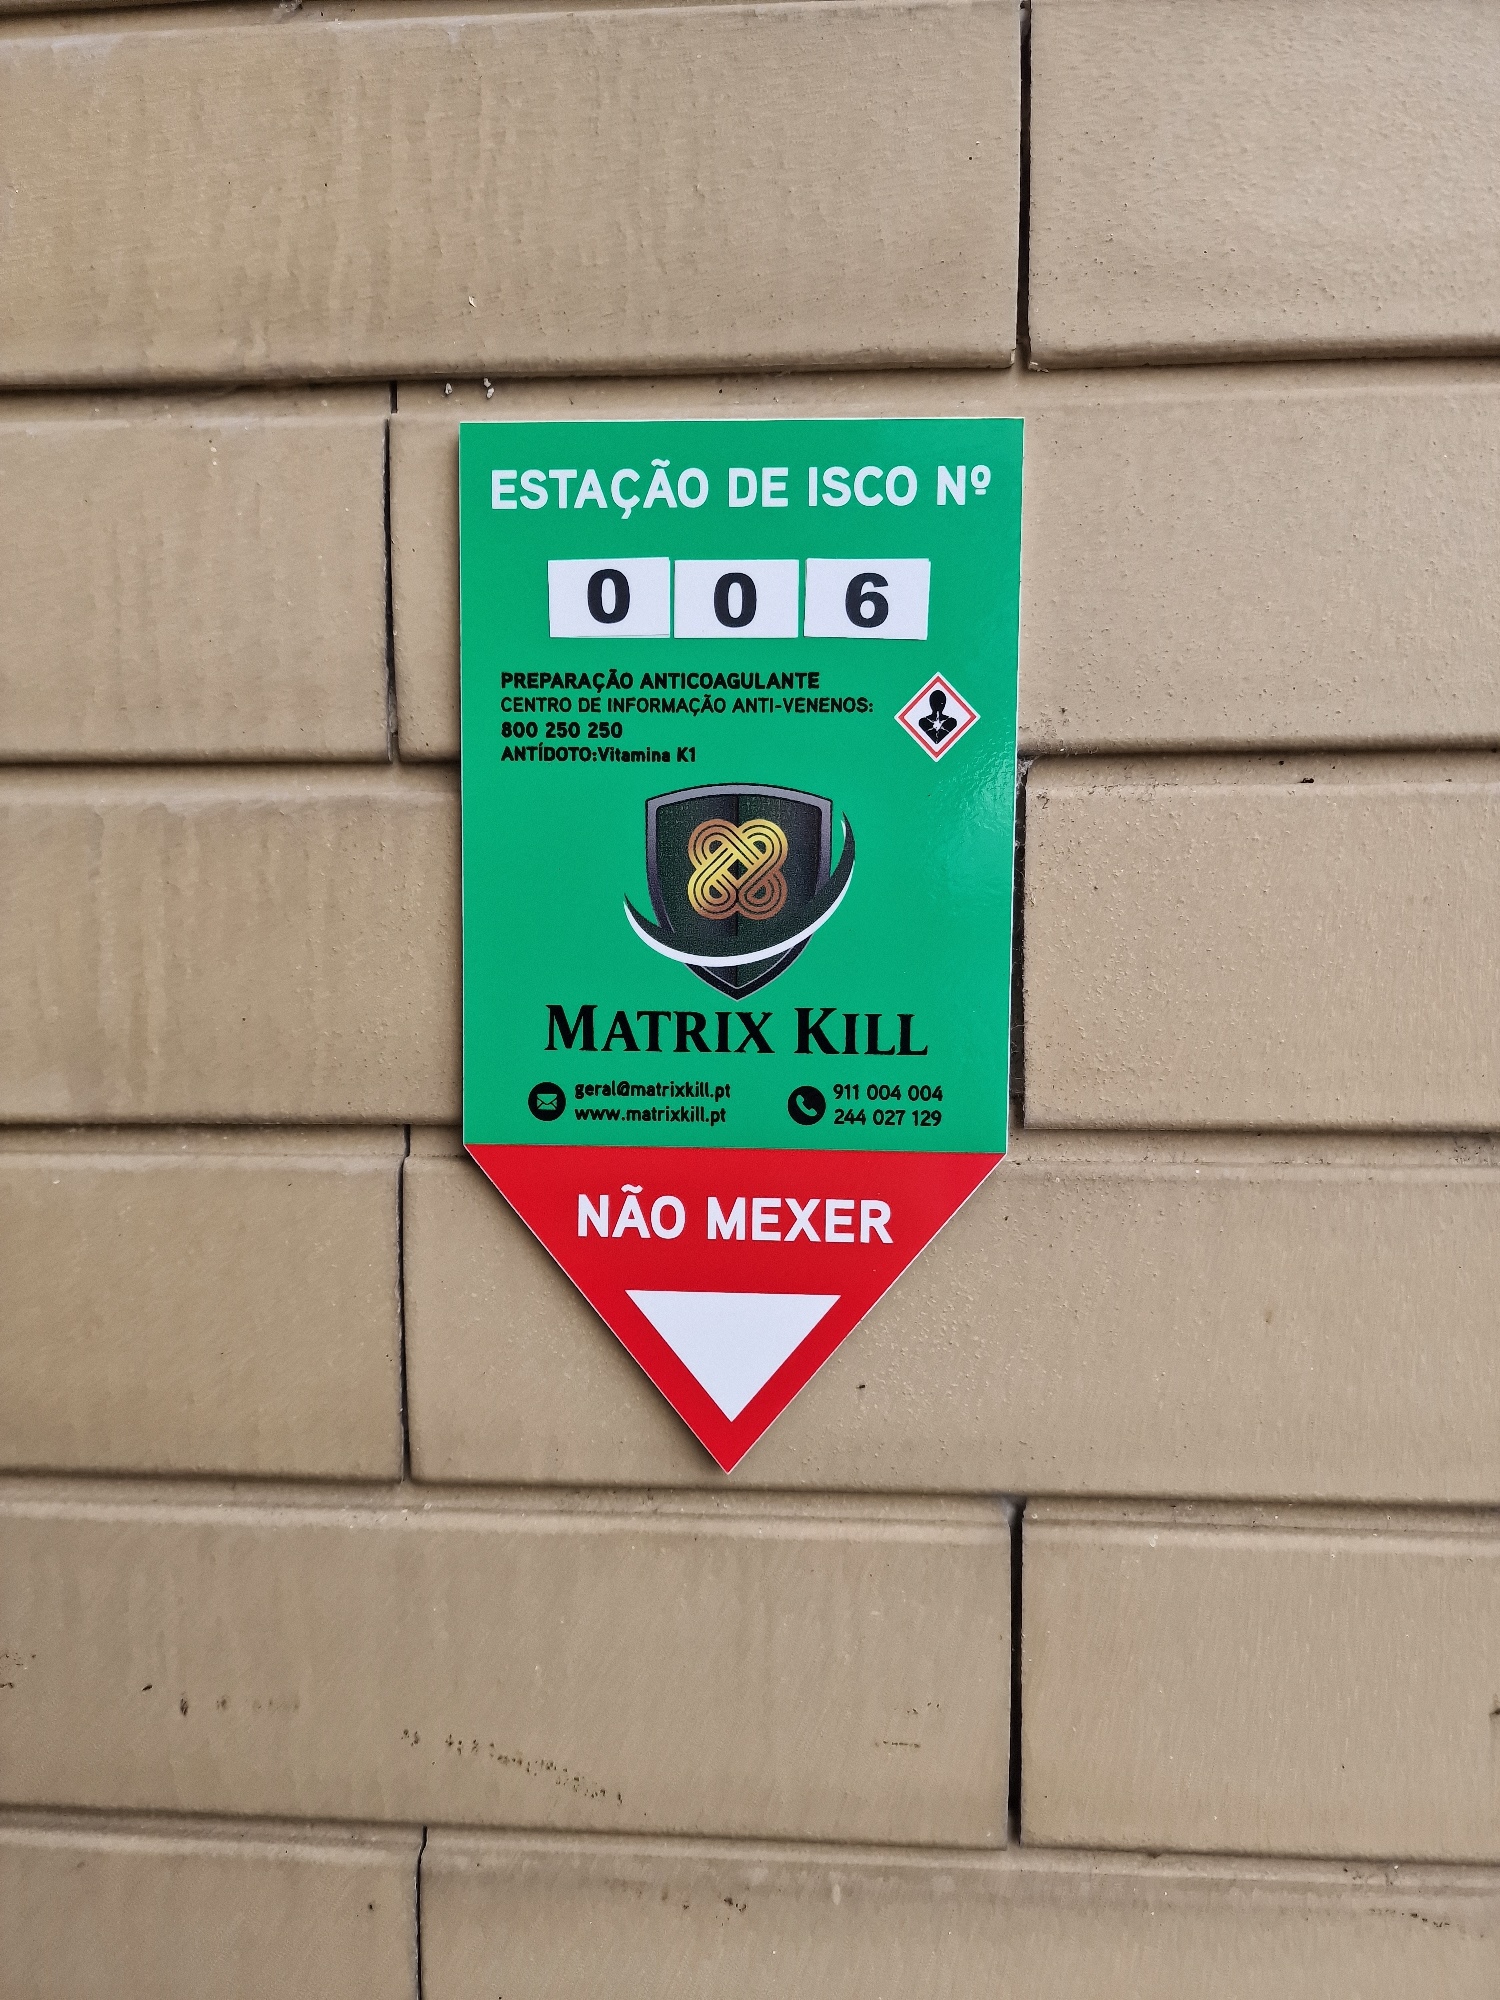 ESTAÇÃO DE ISCO Nº
0 0 6
PREPARAÇÃO ANTICOAGULANTE
CENTRO DE INFORMAÇÃO ANTI-VENENOS:
800 250 250
ANTÍDOTO:Vitamina K1
MATRIX KILL
geral@matrixkill.pt
www.matrixkill.pt
911 004 004
244 027 129
NÃO MEXER